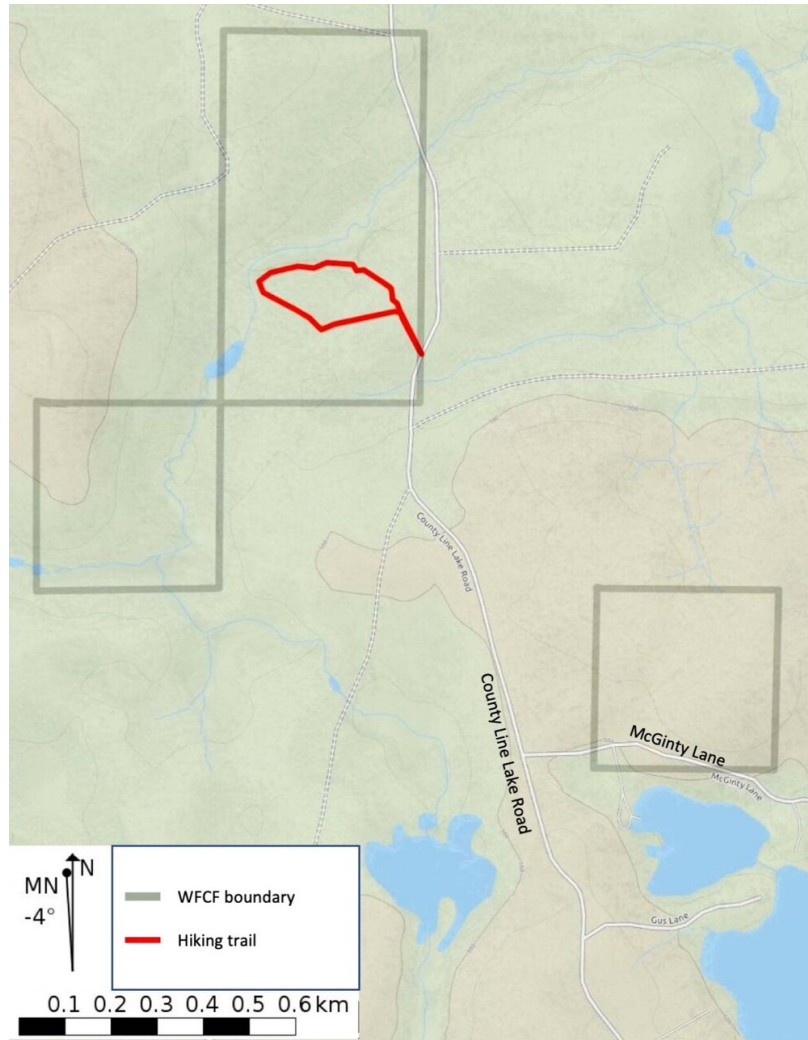 County Line Lake Road
County Line Lake Road
McGinty Lane
McGinty Lane
Gus Lane
N
MN
-4°
WFCF boundary
Hiking trail
0.1 0.2 0.3 0.4 0.5 0.6 km